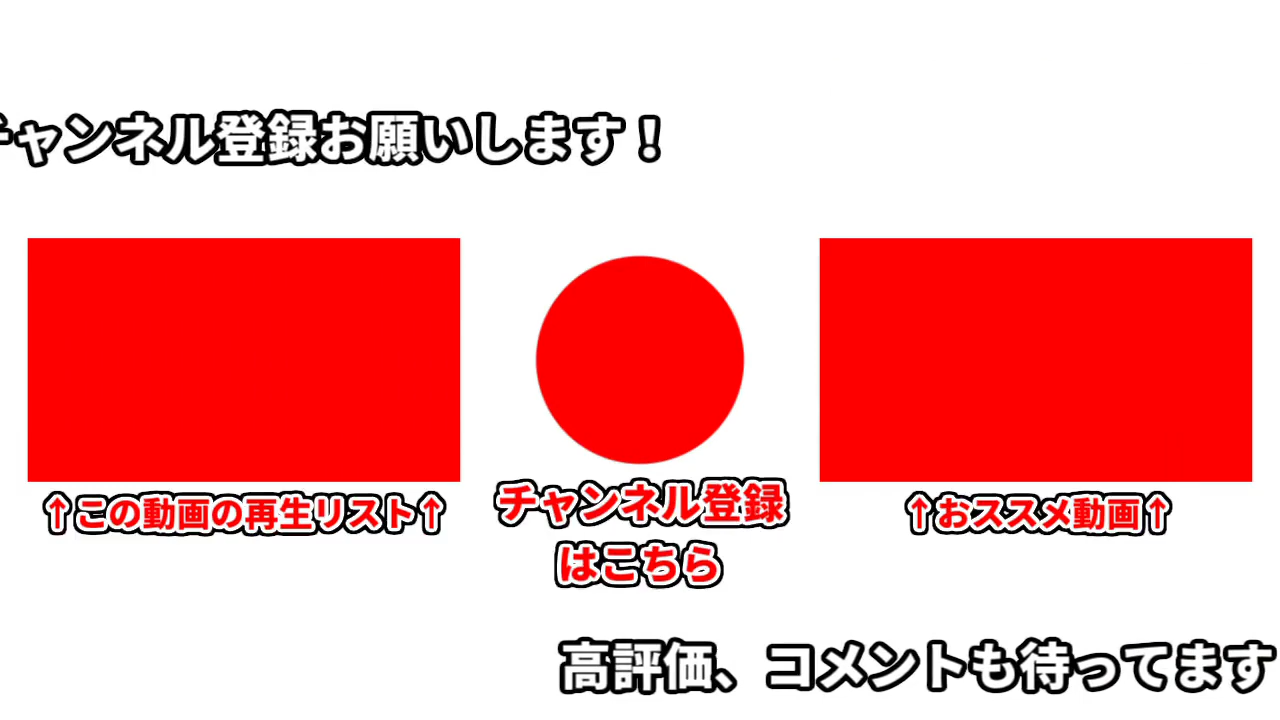 チャンネル登録お願いします！
↑この動画の再生リスト↑
チャンネル登録
はこちら
↑おススメ動画↑
高評価、コメントも待ってます